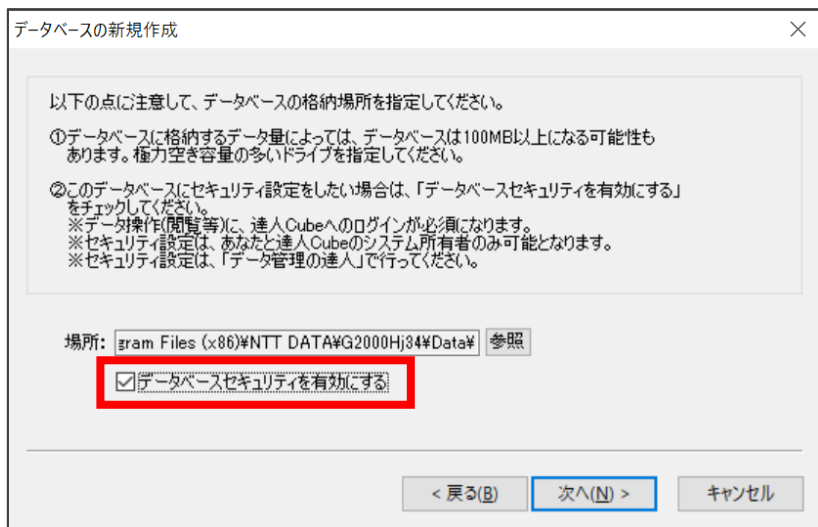 データベースの新規作成
以下の点に注意して、データベースの格納場所を指定してください。
①データベースに格納するデータ量によっては、データベースは100MB以上になる可能性も
あります。極力空き容量の多いドライブを指定してください。
②このデータベースにセキュリティ設定をしたい場合は、「データベースセキュリティを有効にする」
をチェックしてください。
※データ操作(閲覧等)に、達人Cubeへのログインが必須になります。
※セキュリティ設定は、あなたと達人Cubeのシステム所有者のみ可能となります。
※セキュリティ設定は、「データ管理の達人」で行ってください。
場所: gram Files (x86)¥NTT DATA¥G2000Hj34¥Data¥ 参照
データベースセキュリティを有効にする
< 戻る(B) 次へ(N) > キャンセル